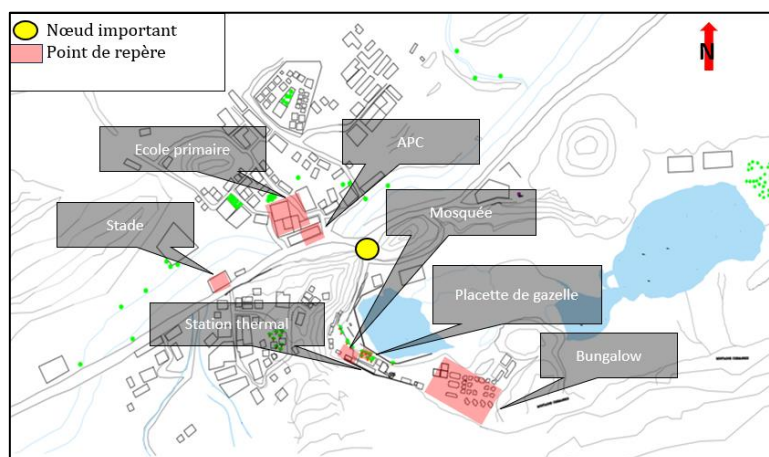 Nœud important
Point de repère
N
Ecole primaire
APC
Mosquée
Stade
Placette de gazelle
Station thermal
Bungalow